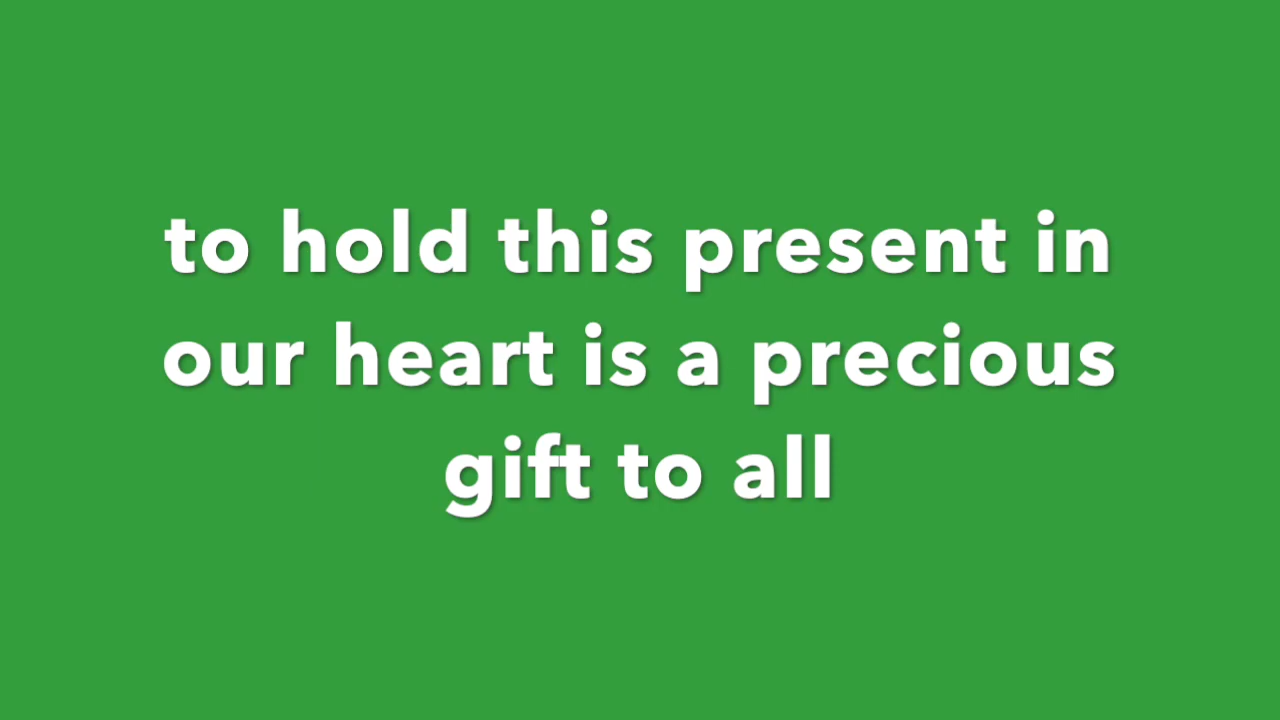 to hold this present in
our heart is a precious
gift to all